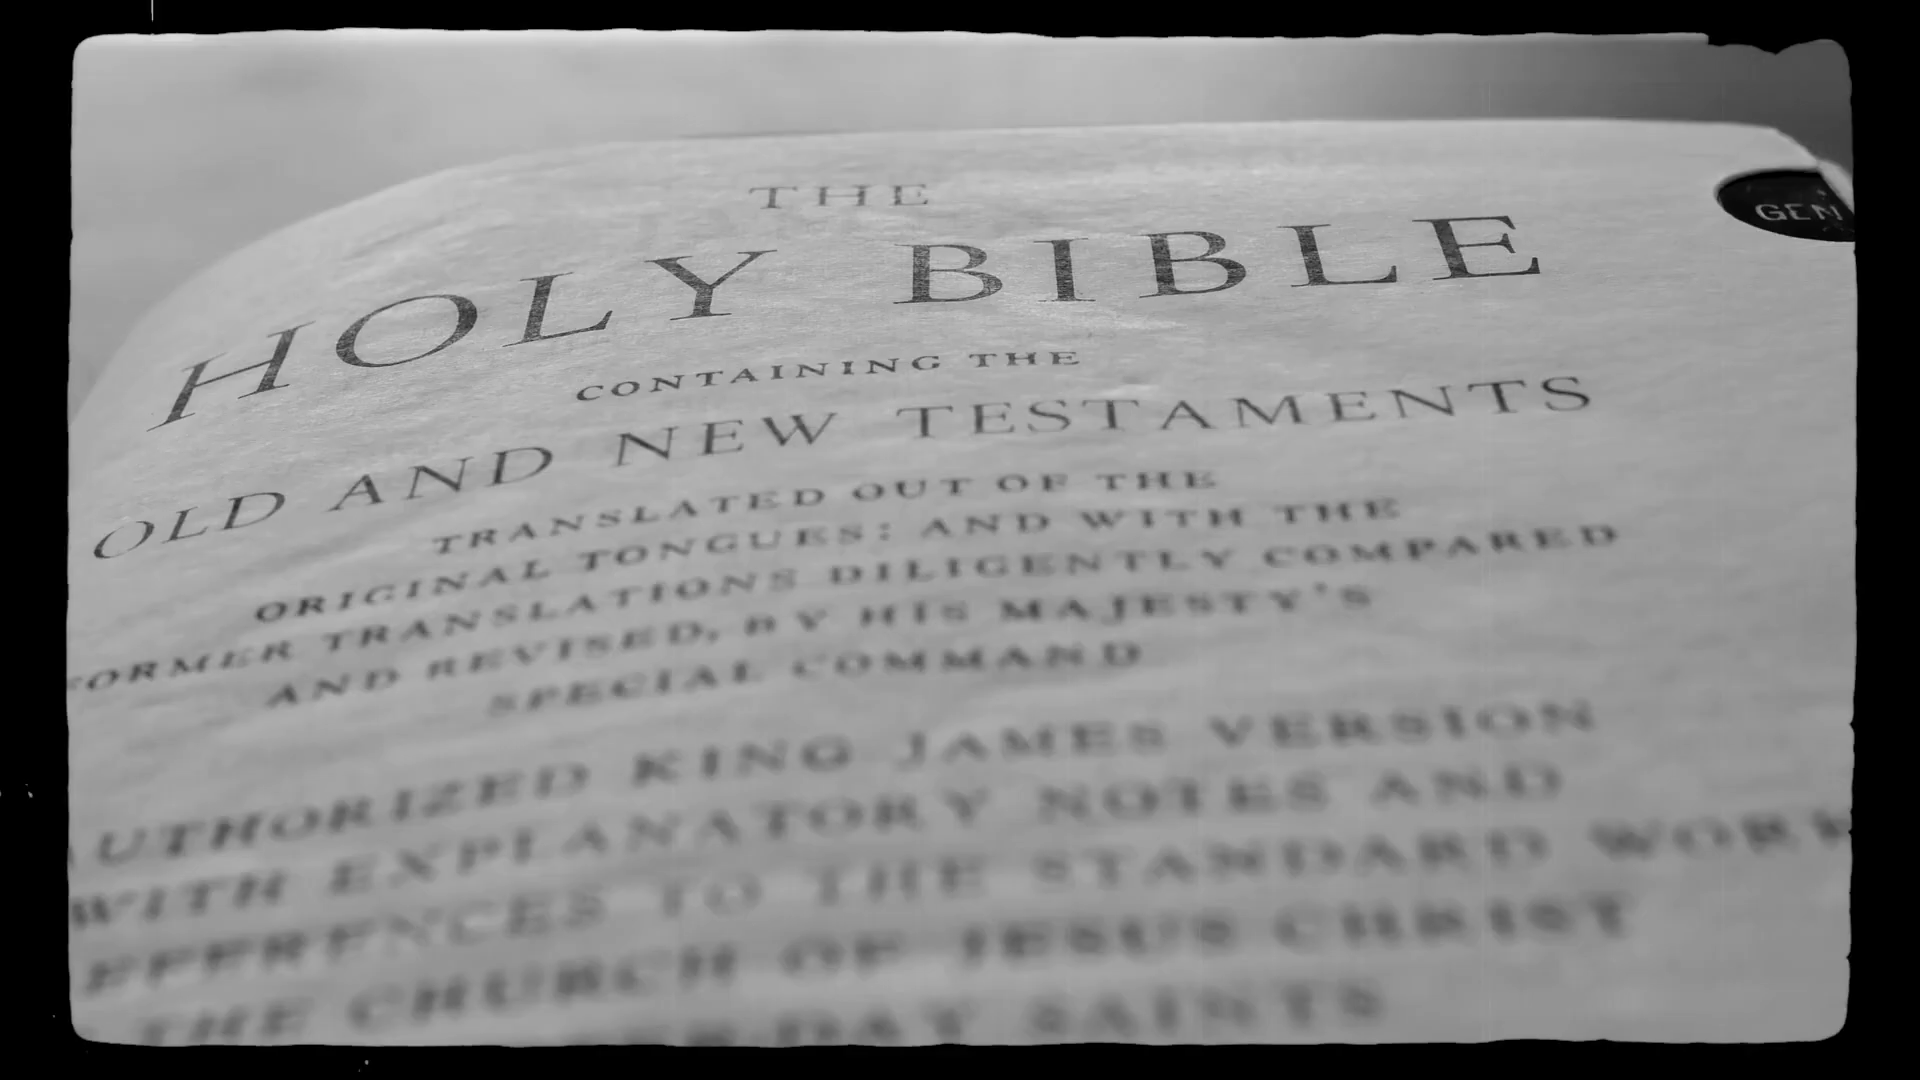 THE
GEN
HOLY BIBLE
CONTAINING THE
OLD AND NEW TESTAMENTS
TRANSLATED OUT OF THE
ORIGINAL TONGUES: AND WITH THE
FORMER TRANSLATIONS DILIGENTLY COMPARED
AND REVISED, BY HIS MAJESTY'S
SPECIAL COMMAND
AUTHORIZED KING JAMES VERSION
WITH EXPLANATORY NOTES AND
TO THE STANDARD
THE CHURCH OF JESUS CHRIST
DAY SAINTS